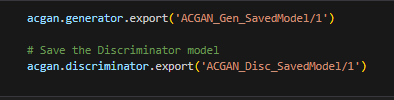 acgan.generator.export('ACGAN_Gen_SavedModel/1')
# Save the Discriminator model
acgan.discriminator.export('ACGAN_Disc_SavedModel/1')